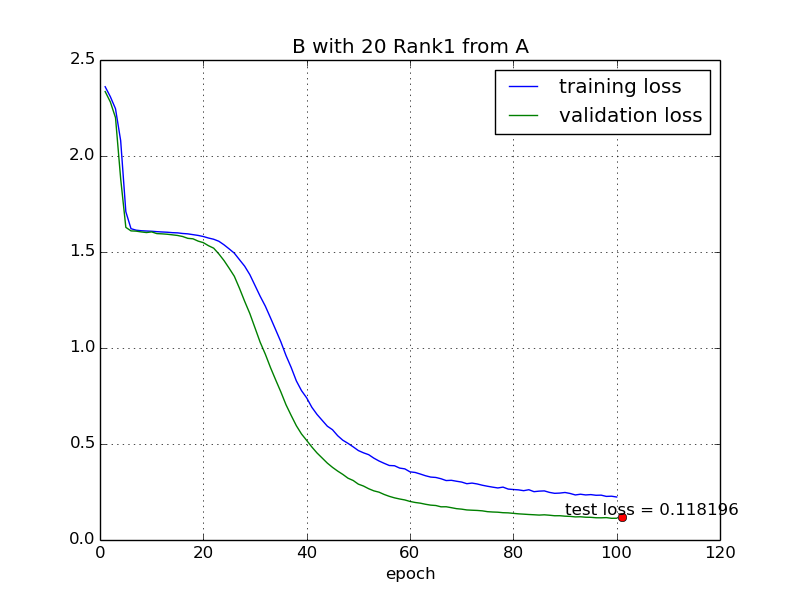 B with 20 Rank1 from A
2.5
2.0
1.5
1.0
0.5
0.0
training loss
validation loss
test loss = 0.118196
0 20 40 60 80 100 120
epoch